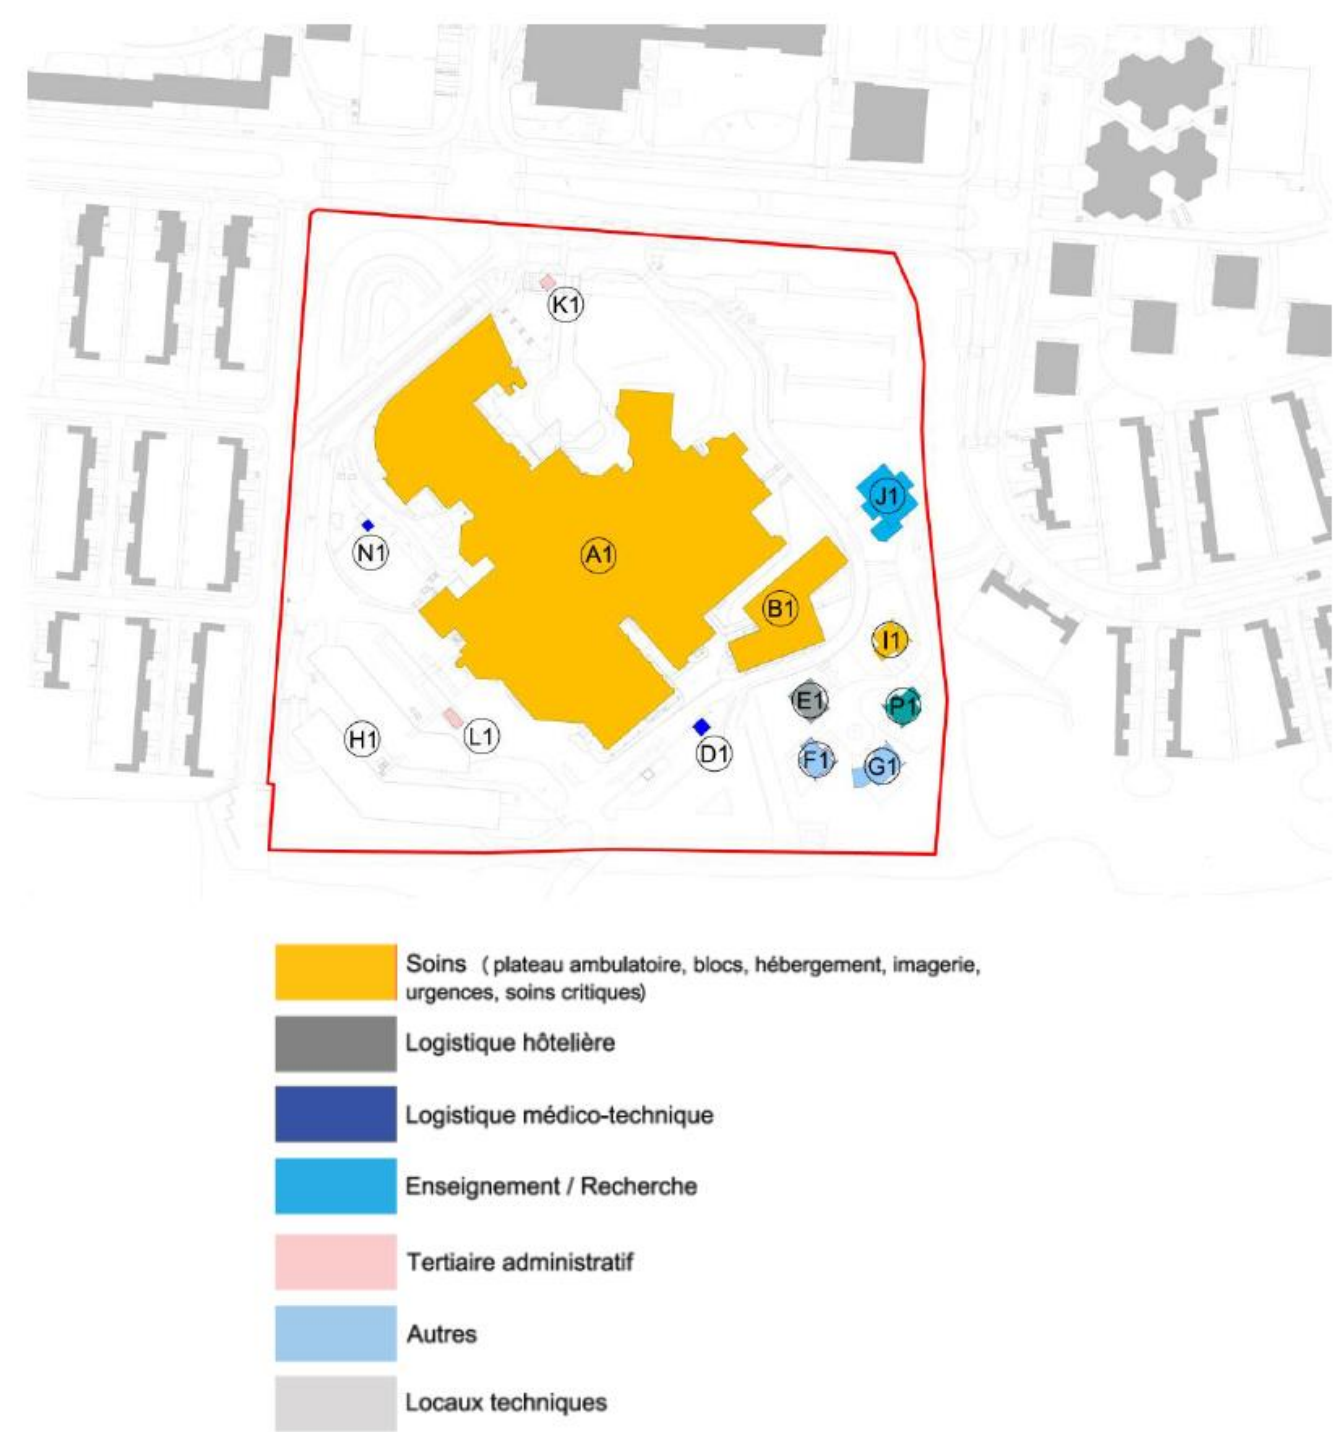 K1
J1
N1
A1
B1
I1
E1
P1
H1
L1
D1
F1
G1
Soins ( plateau ambulatoire, blocs, hébergement, imagerie,
urgences, soins critiques)
Logistique hôtelière
Logistique médico-technique
Enseignement / Recherche
Tertiaire administratif
Autres
Locaux techniques